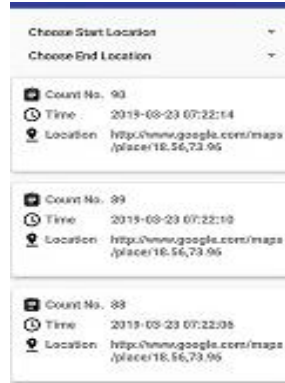 Choose Start Location
Choose End Location
Count No. 90
Time 2019-03-23 07:22:14
Location http://www.google.com/maps
/place/18.56,73.96
Count No. 89
Time 2019-03-23 07:22:10
Location http://www.google.com/maps
/place/18.56,73.96
Count No. 88
Time 2019-03-23 07:22:06
Location http://www.google.com/maps
/place/18.56,73.96